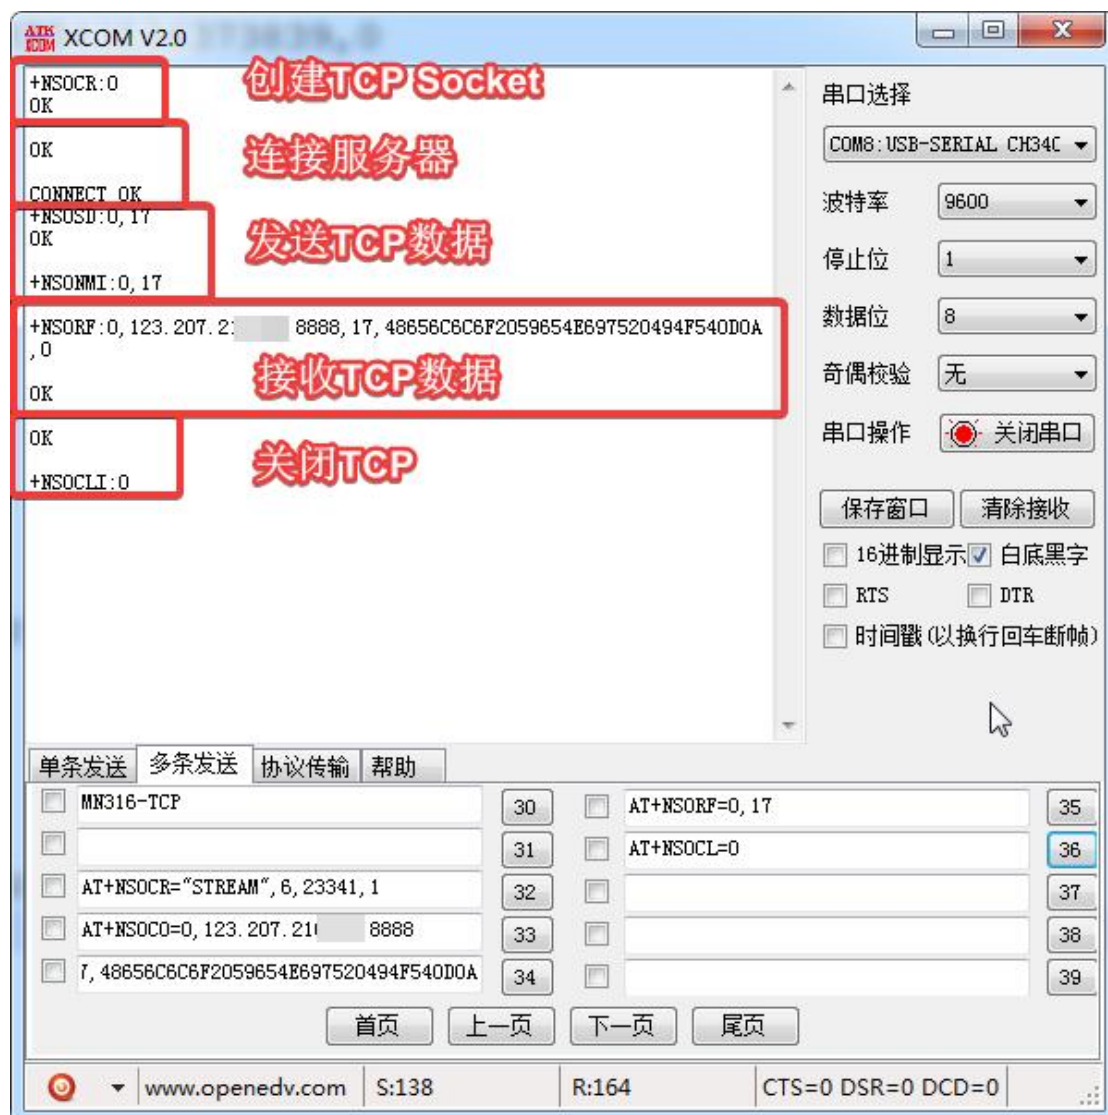 ATK XCOM XCOM V2.0
+NSOCR:0
OK
创建TCP Socket
OK
连接服务器
CONNECT OK
+NSOSD:0,17
OK
发送TCP数据
+NSONMI:0,17
+NSORF:0,123.207.2 8888,17,48656C6C6F2059654E697520494F540D0A
,0
接收TCP数据
OK
OK
关闭TCP
+NSOCLI:0
串口选择
COM8:USB-SERIAL CH34C
波特率 9600
停止位 1
数据位 8
奇偶校验 无
串口操作 关闭串口
保存窗口 清除接收
16进制显示 白底黑字
RTS DTR
时间戳(以换行回车断帧)
单条发送 多条发送 协议传输 帮助
MN316-TCP 30 AT+NSORF=0,17 35
31 AT+NSOCL=0 36
AT+NSOCR="STREAM",6,23341,1 32 37
AT+NSOCO=0,123.207.21 8888 33 38
7,48656C6C6F2059654E697520494F540D0A 34 39
首页 上一页 下一页 尾页
www.openedv.com S:138 R:164 CTS=0 DSR=0 DCD=0